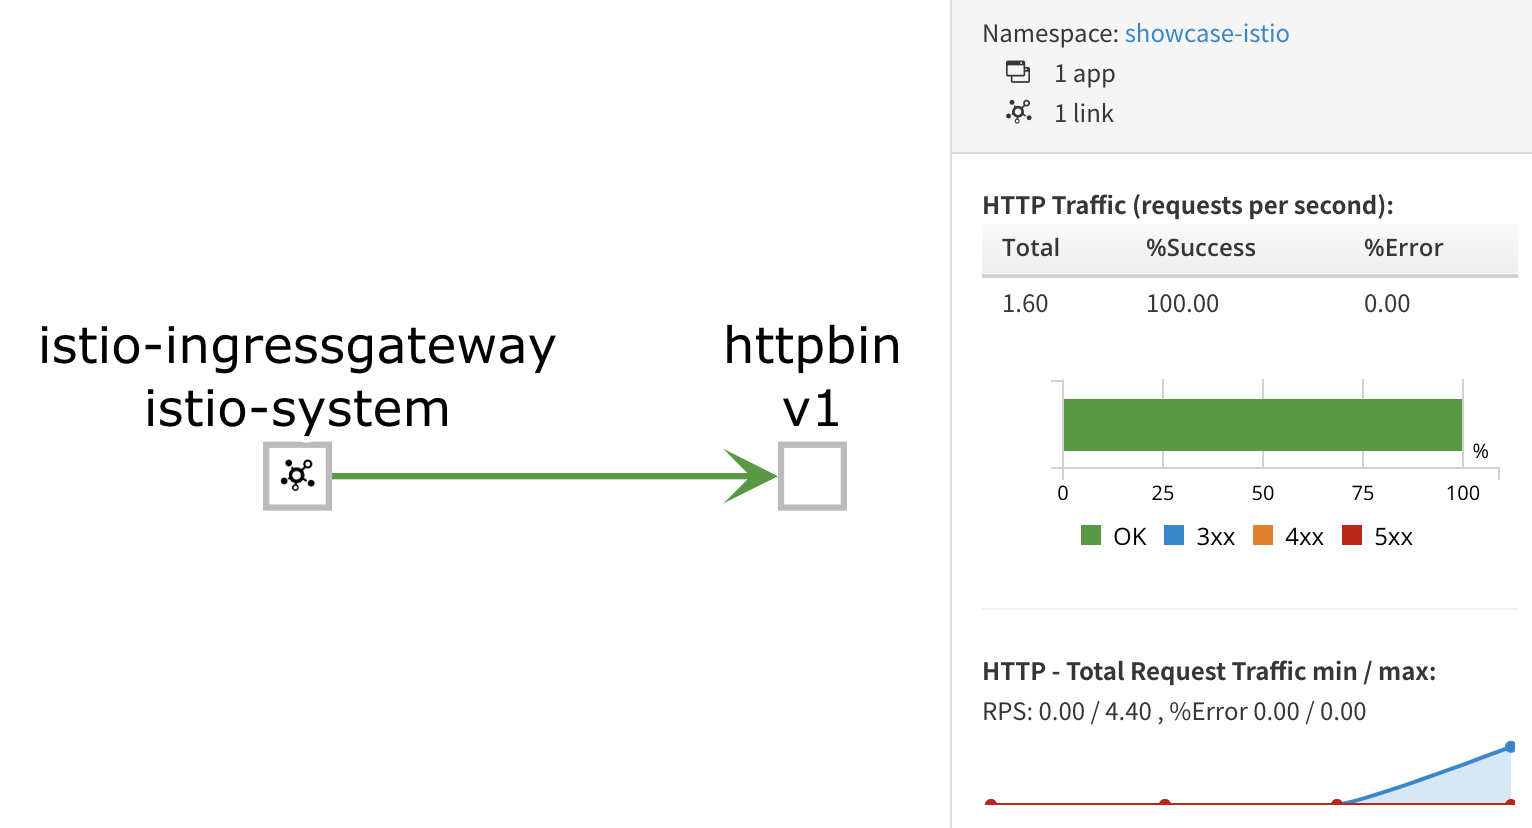 istio-ingressgateway
istio-system
httpbin
v1
Namespace: showcase-istio
1 app
1 link
HTTP Traffic (requests per second):
Total %Success %Error
1.60 100.00 0.00
%
0 25 50 75 100
OK 3xx 4xx 5xx
HTTP - Total Request Traffic min / max:
RPS: 0.00 / 4.40 , %Error 0.00 / 0.00